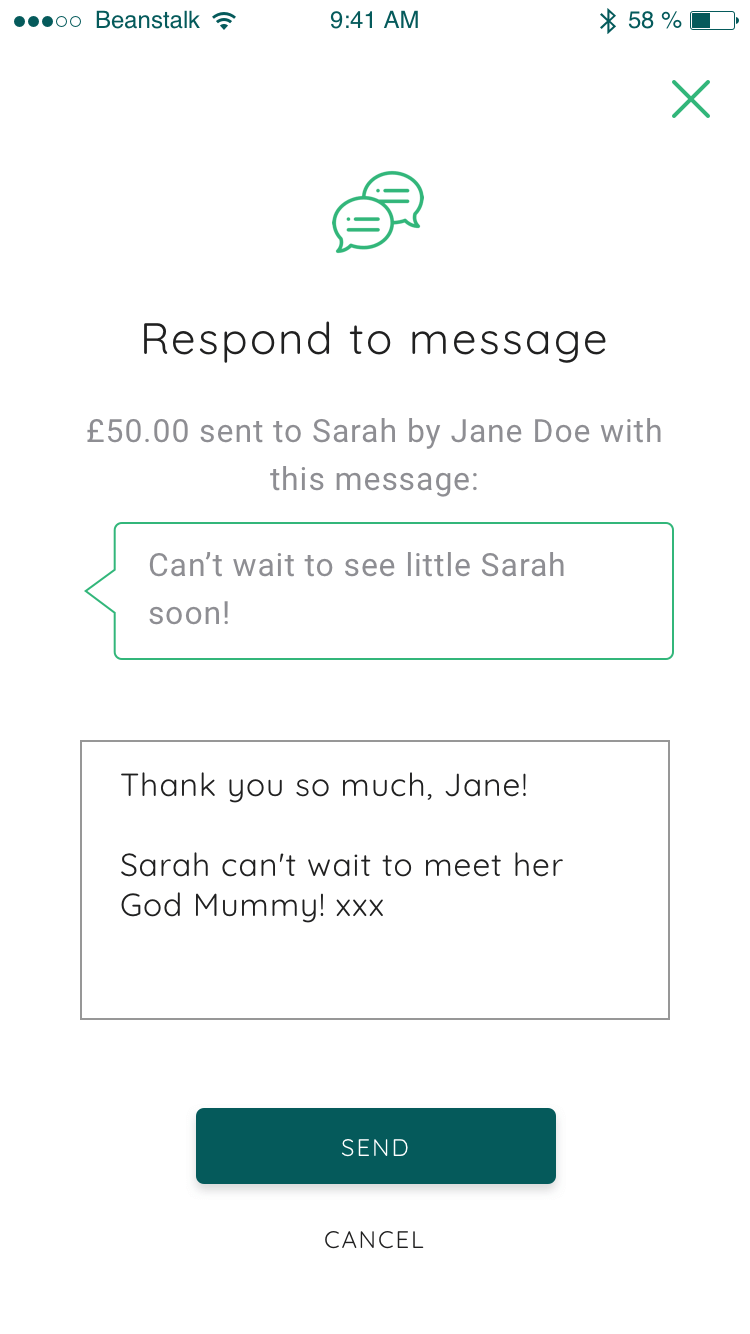 Beanstalk 9:41 AM 58 %
Respond to message
£50.00 sent to Sarah by Jane Doe with
this message:
Can’t wait to see little Sarah
soon!
Thank you so much, Jane!
Sarah can't wait to meet her
God Mummy! xxx
SEND
CANCEL